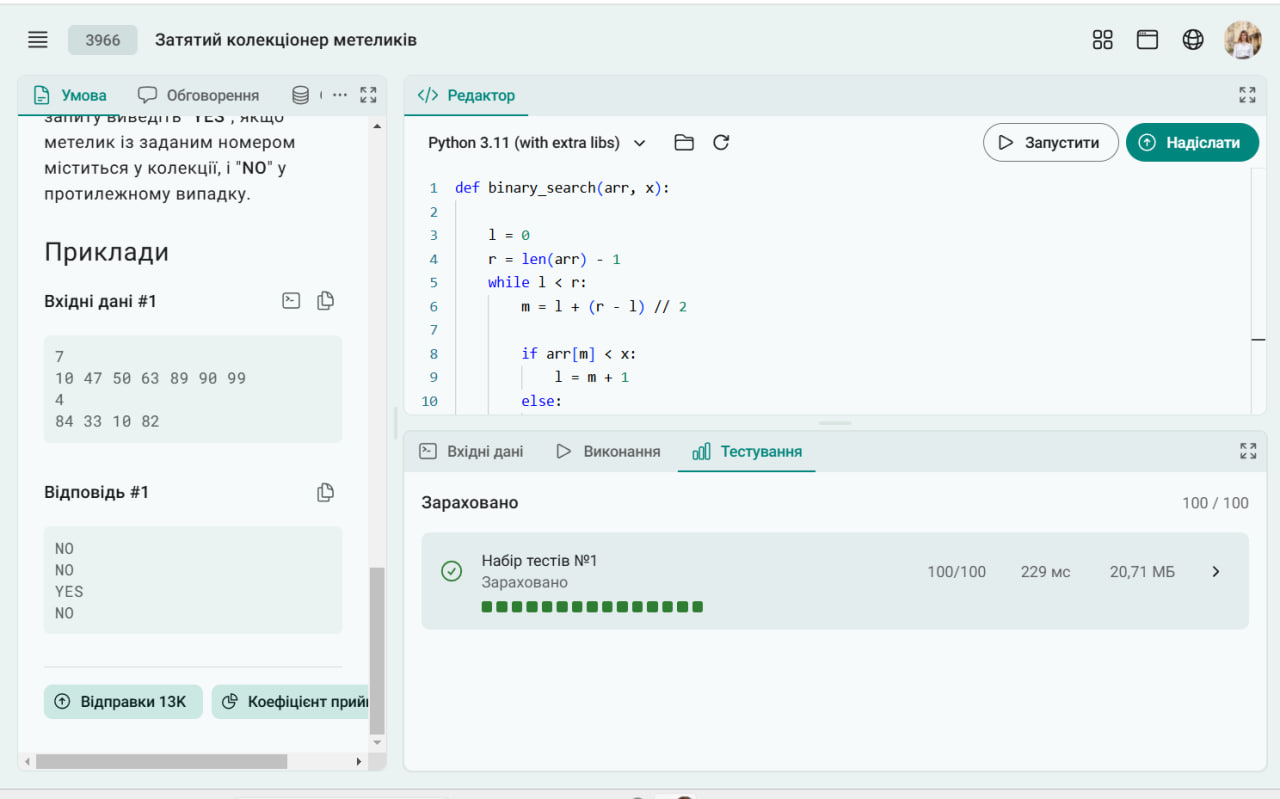 3966
Затятий колекціонер метеликів
Умова
Обговорення
запиту виведіть "YES", якщо
метелик із заданим номером
міститься у колекції, і "NO" у
протилежному випадку.
Приклади
Вхідні дані #1
7
10 47 50 63 89 90 99
4
84 33 10 82
Відповідь #1
NO
NO
YES
NO
Відправки 13K
Коефіцієнт
Редактор
Python 3.11 (with extra libs)
Запустити
Надіслати
1 def binary_search(arr, x):
2
3 l = 0
4 r = len(arr) - 1
5 while l < r:
6 m = l + (r - l) // 2
7
8 if arr[m] < x:
9 l = m + 1
10 else:
Вхідні дані
Виконання
Тестування
Зараховано
100 / 100
Набір тестів №1
Зараховано
100/100
229 мс
20,71 МБ